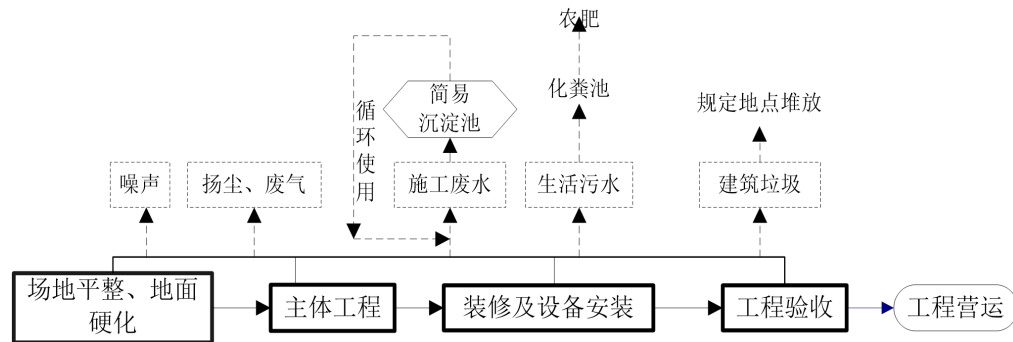 农肥
化粪池
简易
沉淀池
循环使用
规定地点堆放
噪声
扬尘、废气
施工废水
生活污水
建筑垃圾
场地平整、地面
硬化
主体工程
装修及设备安装
工程验收
工程营运